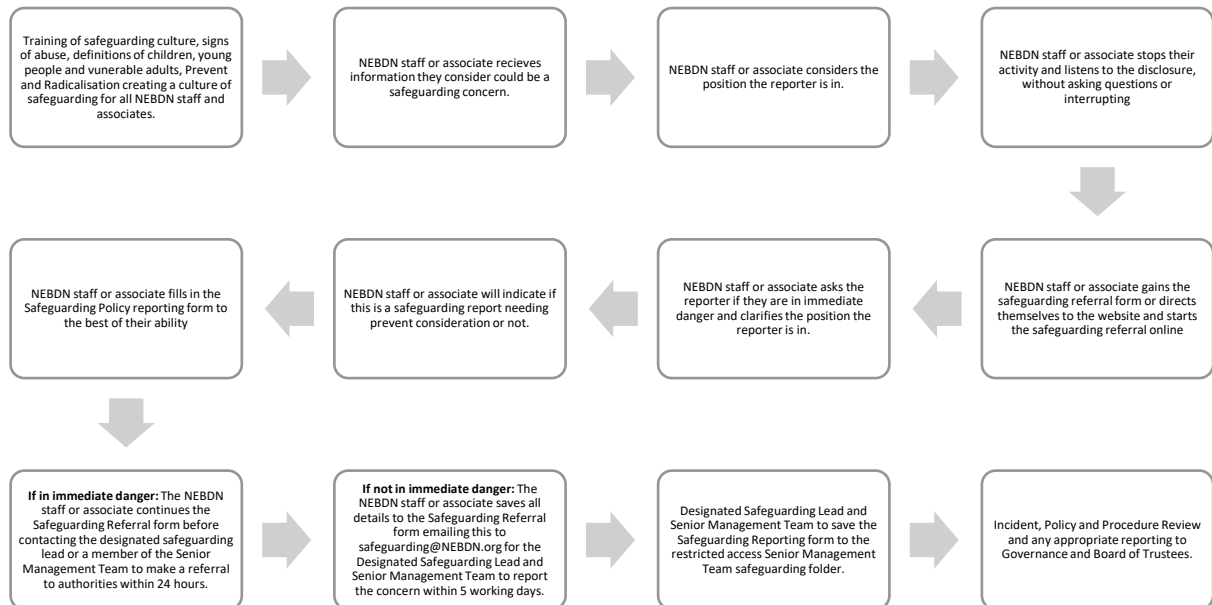 Training of safeguarding culture, signs
of abuse, definitions of children, young
people and vunerable adults, Prevent
and Radicalisation creating a culture of
safeguarding for all NEBDN staff and
associates.
NEBDN staff or associate recieves
information they consider could be a
safeguarding concern.
NEBDN staff or associate considers the
position the reporter is in.
NEBDN staff or associate stops their
activity and listens to the disclosure,
without asking questions or
interrupting
NEBDN staff or associate gains the
safeguarding referral form or directs
themselves to the website and starts
the safeguarding referral online
NEBDN staff or associate asks the
reporter if they are in immediate
danger and clarifies the position the
reporter is in.
NEBDN staff or associate will indicate if
this is a safeguarding report needing
prevent consideration or not.
NEBDN staff or associate fills in the
Safeguarding Policy reporting form to
the best of their ability
If in immediate danger: The NEBDN
staff or associate continues the
Safeguarding Referral form before
contacting the designated safeguarding
lead or a member of the Senior
Management Team to make a referral
to authorities within 24 hours.
If not in immediate danger: The
NEBDN staff or associate saves all
details to the Safeguarding Referral
form emailing this to
safeguarding@NEBDN.org for the
Designated Safeguarding Lead and
Senior Management Team to report
the concern within 5 working days.
Designated Safeguarding Lead and
Senior Management Team to save the
Safeguarding Reporting form to the
restricted access Senior Management
Team safeguarding folder.
Incident, Policy and Procedure Review
and any appropriate reporting to
Governance and Board of Trustees.